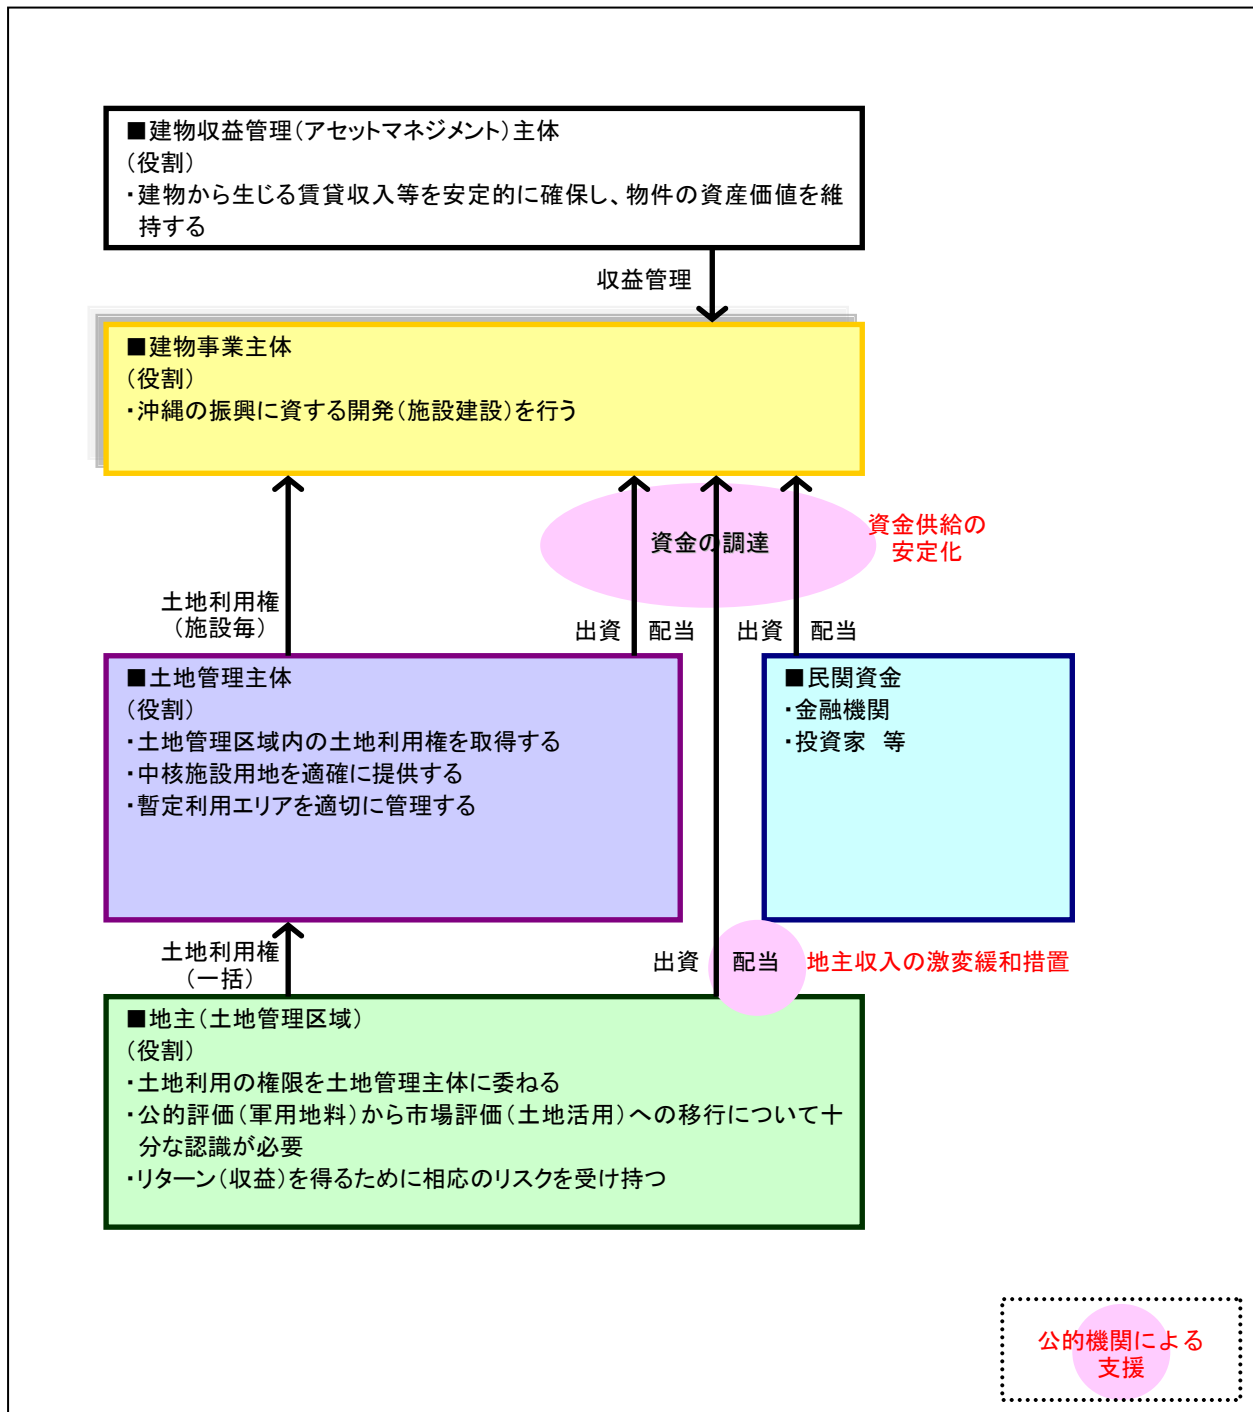 ■建物収益管理（アセットマネジメント）主体
（役割）
・建物から生じる賃貸収入等を安定的に確保し、物件の資産価値を維
持する
収益管理
■建物事業主体
（役割）
・沖縄の振興に資する開発（施設建設）を行う
資金の調達
資金供給の
安定化
土地利用権
（施設毎）
出資
配当
出資
配当
■土地管理主体
（役割）
・土地管理区域内の土地利用権を取得する
・中核施設用地を適確に提供する
・暫定利用エリアを適切に管理する
■民関資金
・金融機関
・投資家　等
土地利用権
（一括）
出資
配当
地主収入の激変緩和措置
■地主（土地管理区域）
（役割）
・土地利用の権限を土地管理主体に委ねる
・公的評価（軍用地料）から市場評価（土地活用）への移行について十
分な認識が必要
・リターン（収益）を得るために相応のリスクを受け持つ
公的機関による
支援